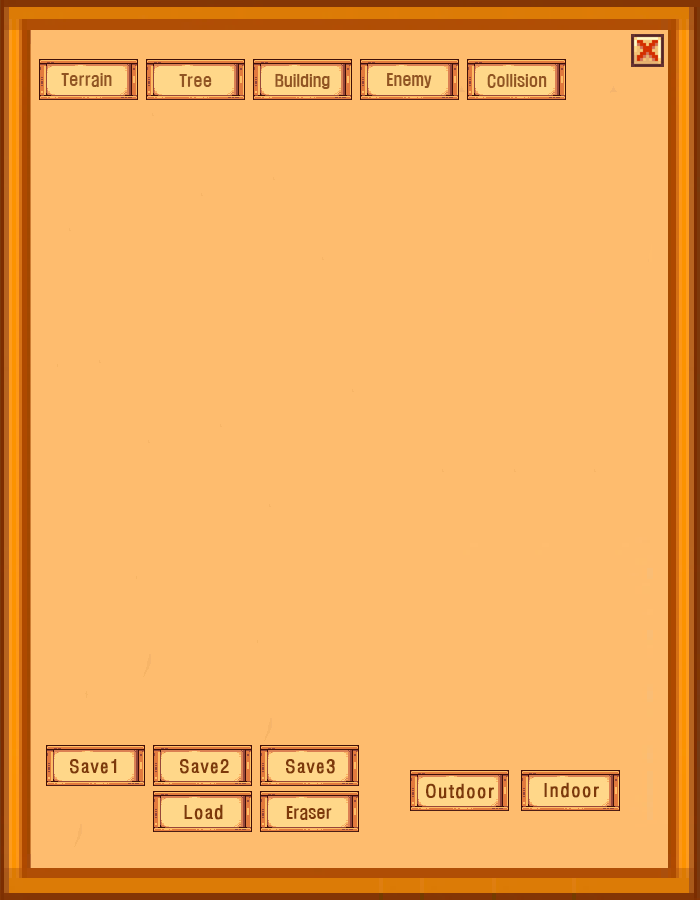 Terrain
Tree
Building
Enemy
Collision
Save1
Save2
Save3
Load
Eraser
Outdoor
Indoor